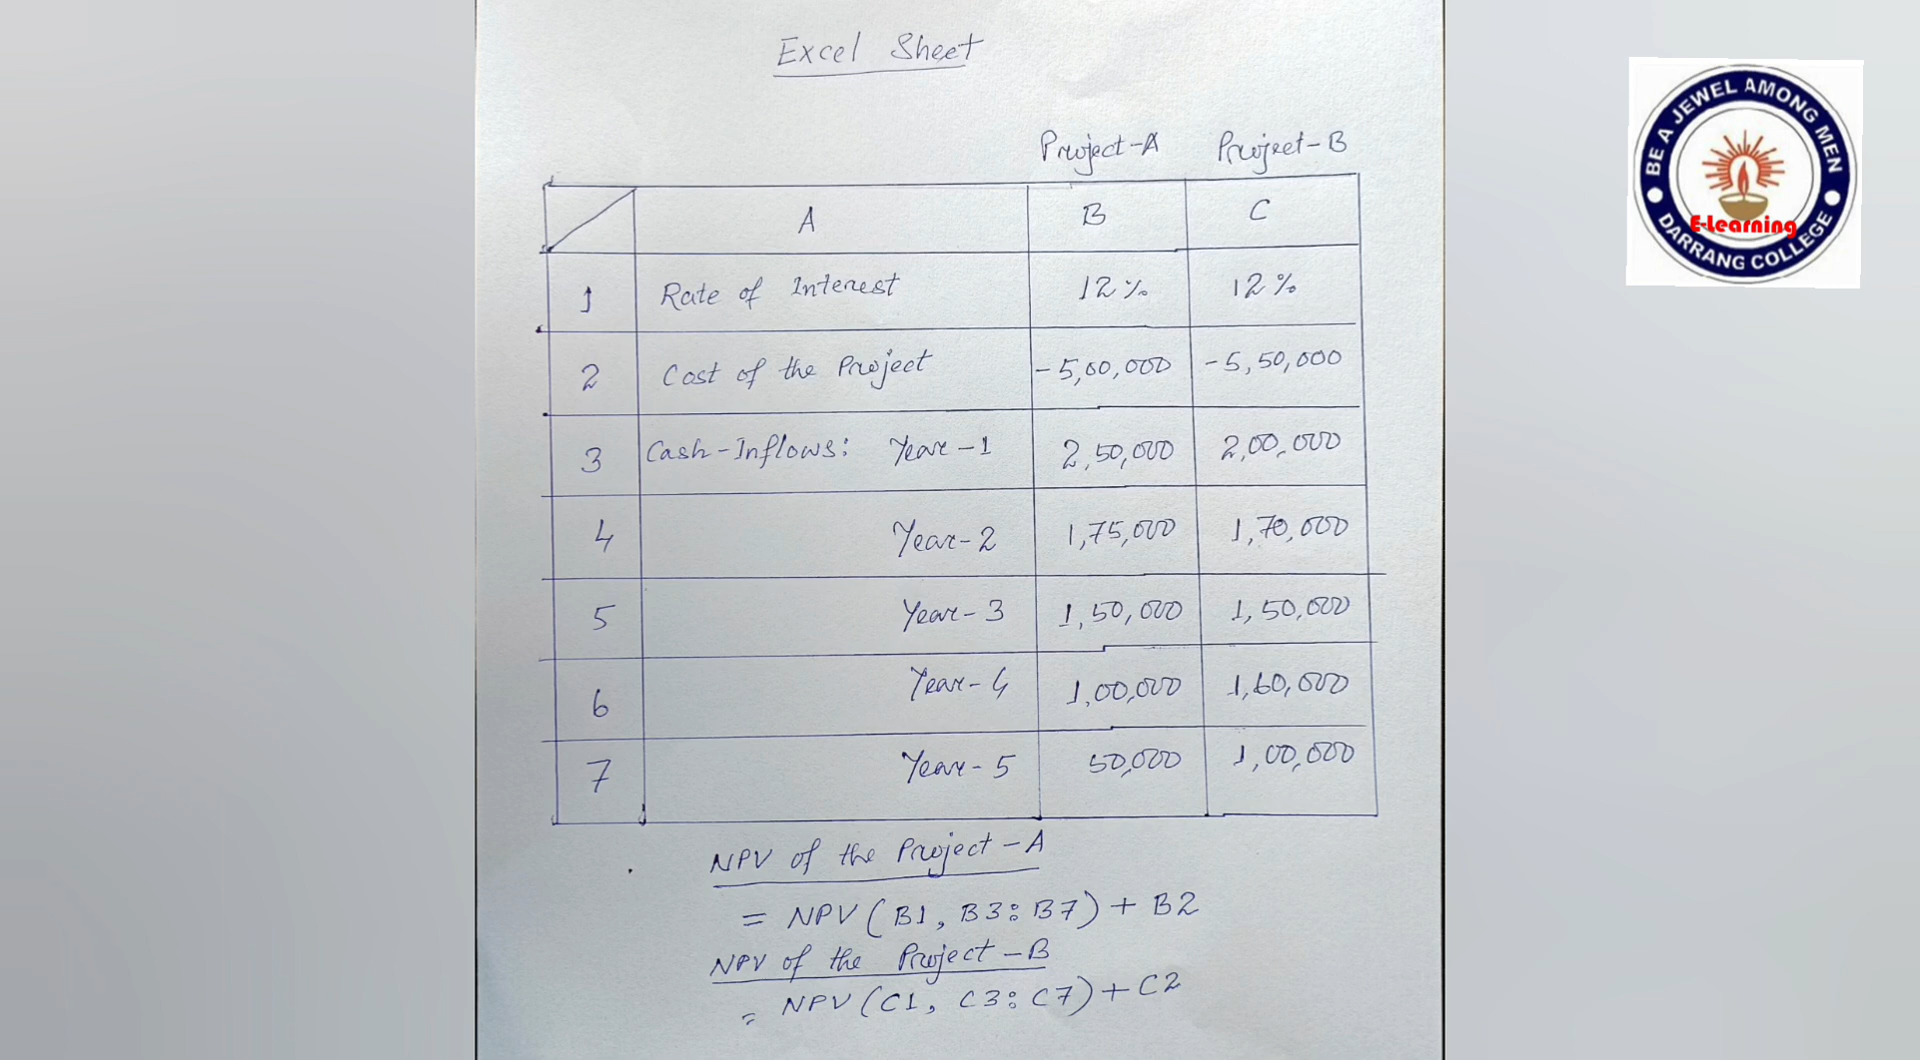 Excel Sheet
Project-A Project-B
A B C
1 Rate of Interest 12% 12%
2 Cost of the Project -5,00,000 -5,50,000
3 Cash-Inflows: Year-1 2,50,000 2,00,000
4 Year-2 1,75,000 1,70,000
5 Year-3 1,50,000 1,50,000
6 Year-4 1,00,000 1,60,000
7 Year-5 50,000 1,00,000
NPV of the Project-A
= NPV(B1, B3:B7) + B2
NPV of the Project-B
= NPV(C1, C3:C7) + C2
BE A JEWEL AMONG MEN
E-Learning
DARRANG COLLEGE